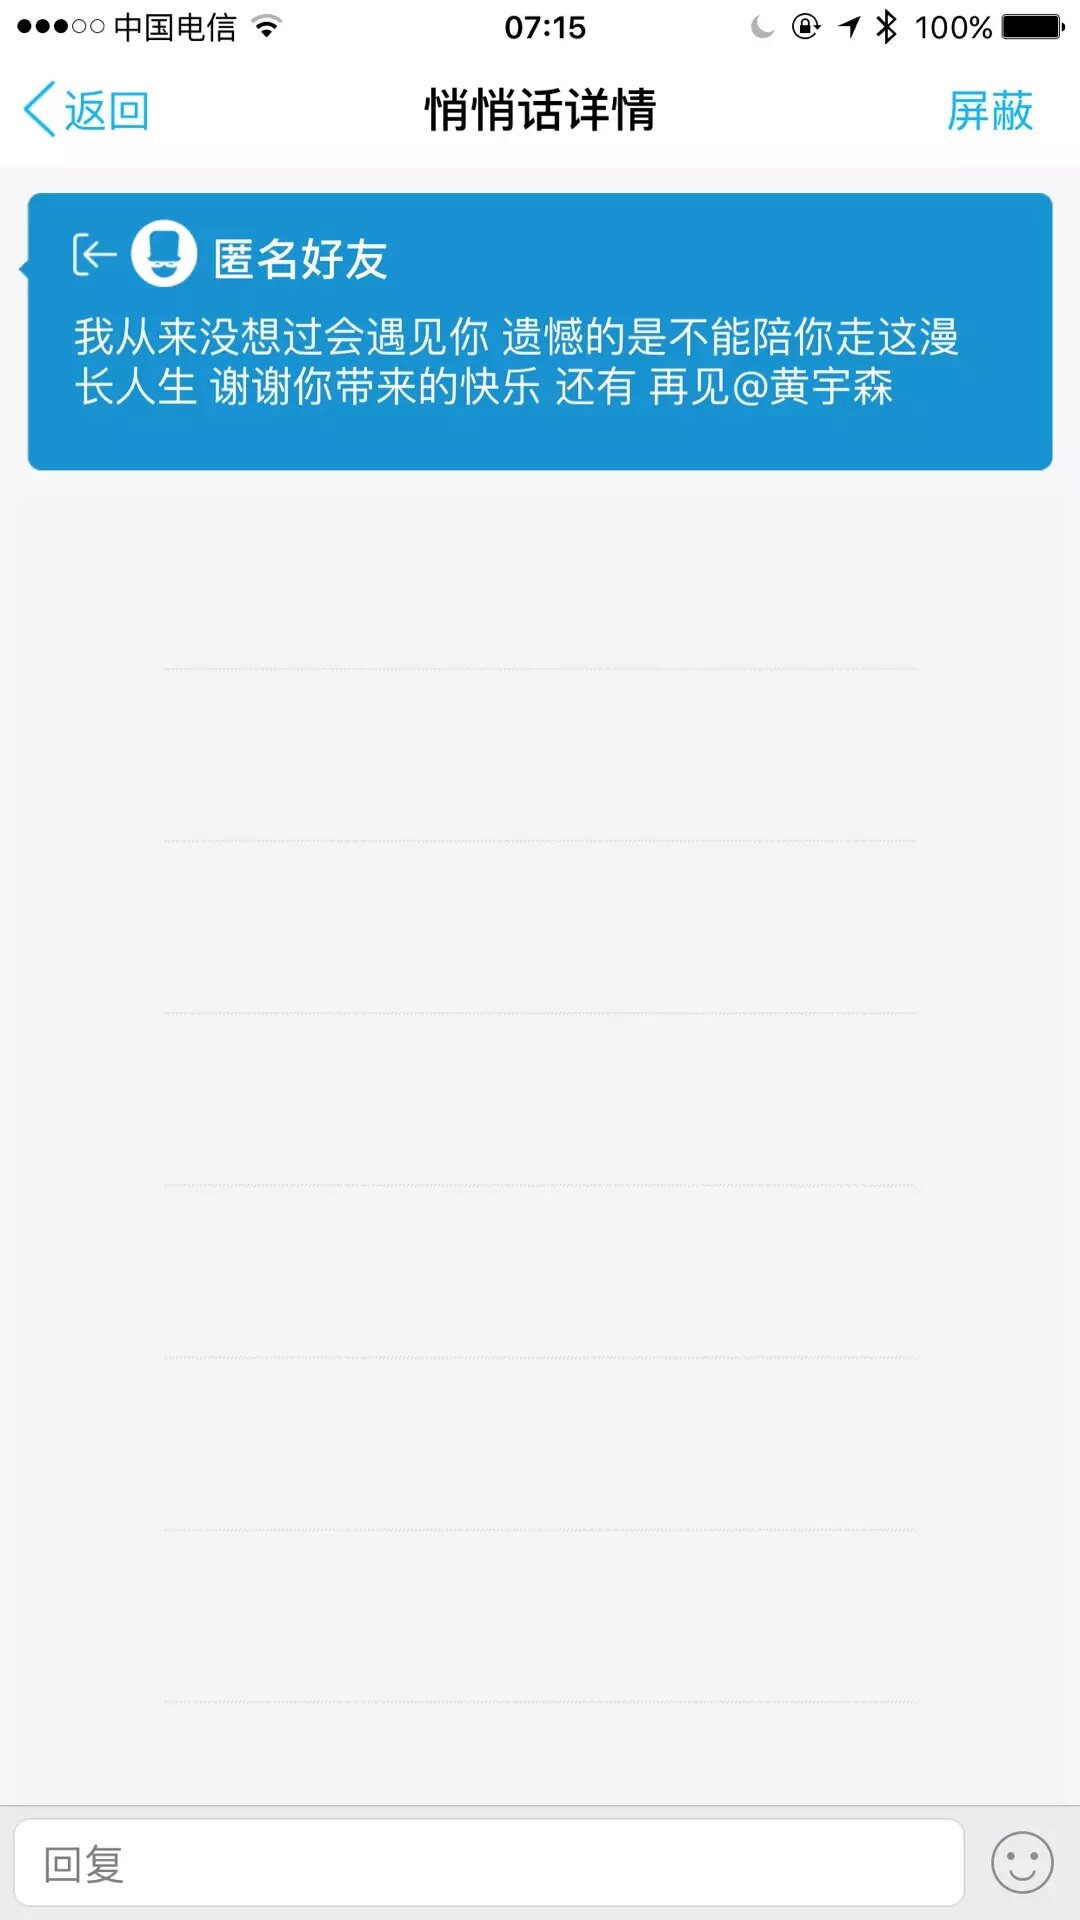 中国电信 07:15 100%
返回 悄悄话详情 屏蔽
匿名好友
我从来没想过会遇见你 遗憾的是不能陪你走这漫
长人生 谢谢你带来的快乐 还有 再见@黄宇森
回复